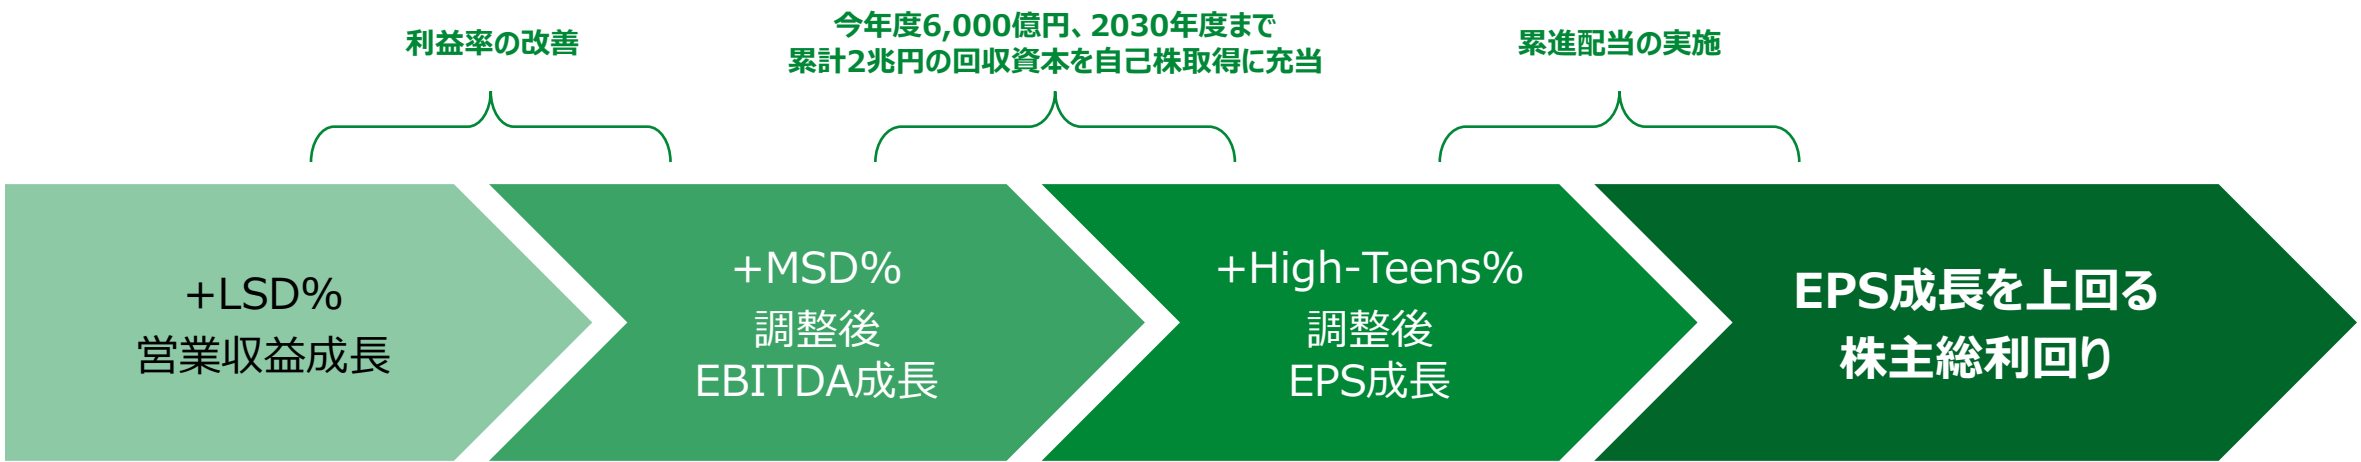 利益率の改善
今年度6,000億円、2030年度まで
累計2兆円の回収資本を自己株取得に充当
累進配当の実施
+LSD%
営業収益成長
+MSD%
調整後
EBITDA成長
+High-Teens%
調整後
EPS成長
EPS成長を上回る
株主総利回り